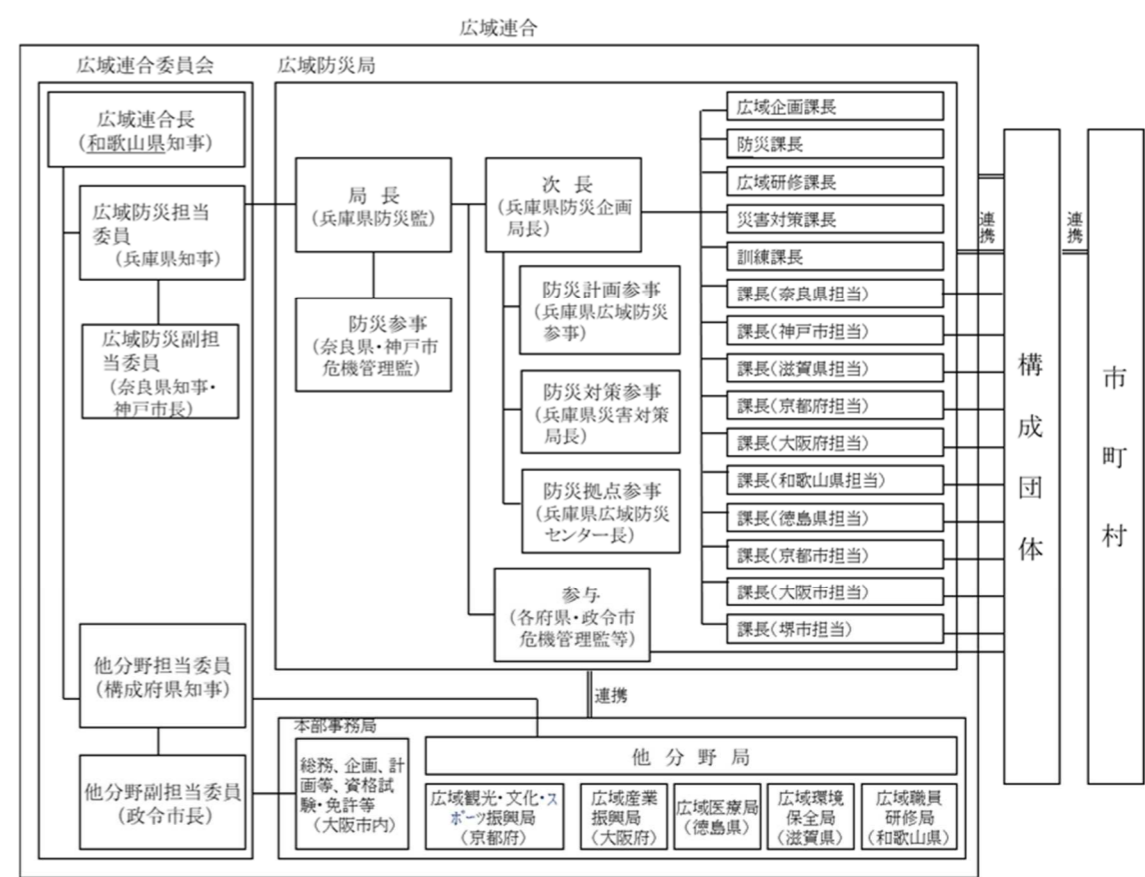 広域連合
広域連合委員会
広域連合長
（和歌山県知事）
広域防災担当
委員
（兵庫県知事）
広域防災副担
当委員
（奈良県知事・
神戸市長）
他分野担当委員
（構成府県知事）
他分野副担当委員
（政令市長）
広域防災局
局 長
（兵庫県防災監）
防災参事
（奈良県・神戸市
危機管理監）
次 長
（兵庫県防災企画
局長）
防災計画参事
（兵庫県広域防災
参事）
防災対策参事
（兵庫県災害対策
局長）
防災拠点参事
（兵庫県広域防災
センター長）
参与
（各府県・政令市
危機管理監等）
広域企画課長
防災課長
広域研修課長
災害対策課長
訓練課長
課長（奈良県担当）
課長（神戸市担当）
課長（滋賀県担当）
課長（京都府担当）
課長（大阪府担当）
課長（和歌山県担当）
課長（徳島県担当）
課長（京都市担当）
課長（大阪市担当）
課長（堺市担当）
連携
本部事務局
総務、企画、計
画等、資格試
験・免許等
（大阪市内）
他 分 野 局
広域観光・文化・ス
ポーツ振興局
（京都府）
広域産業
振興局
（大阪府）
広域医療局
（徳島県）
広域環境
保全局
（滋賀県）
広域職員
研修局
（和歌山県）
連携
構成団体
連携
市町村